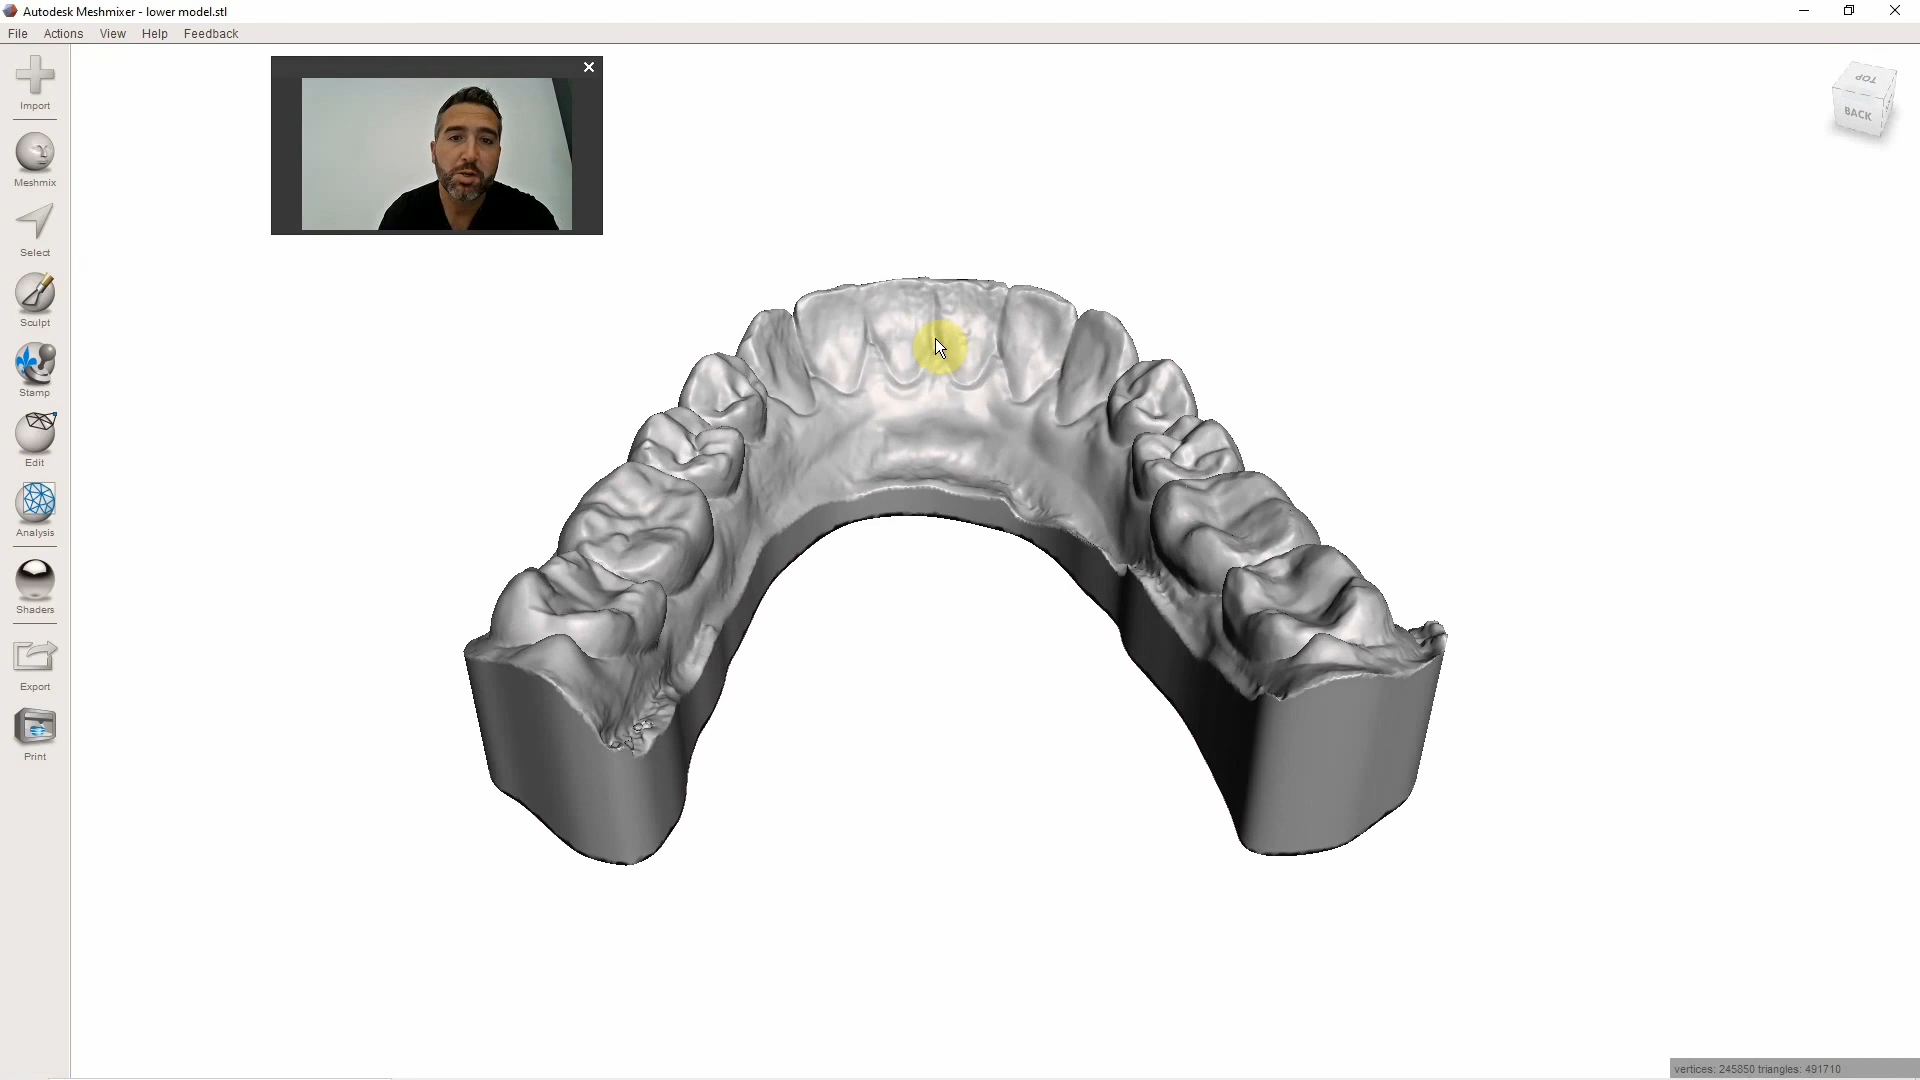 Autodesk Meshmixer - lower model.stl
File Actions View Help Feedback
Import
Meshmix
Select
Sculpt
Stamp
Edit
Analysis
Shaders
Export
Print
TOP
BACK
vertices: 245850 triangles: 491710